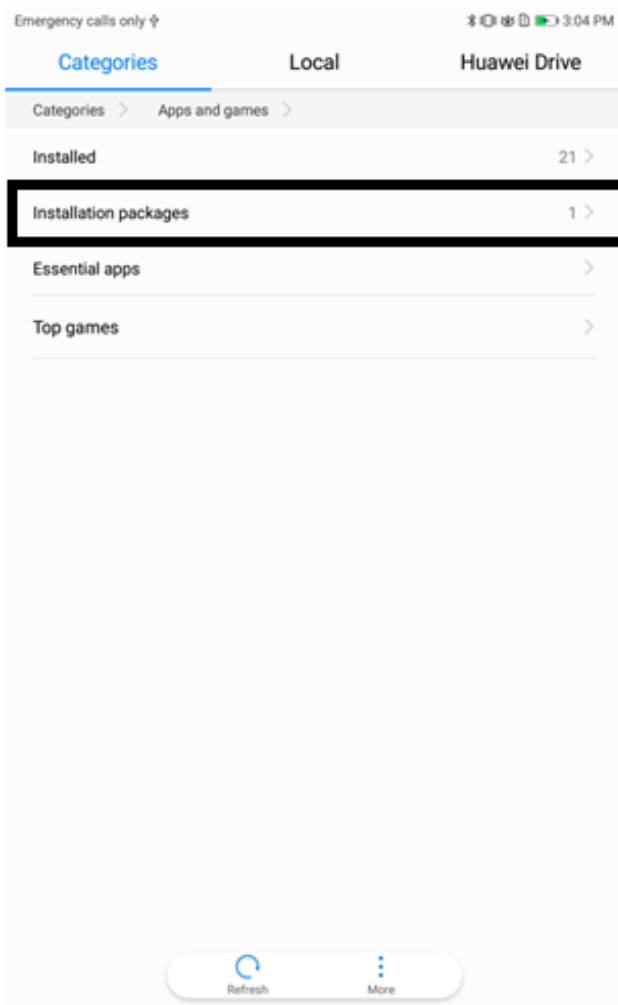 Emergency calls only 3:04 PM
Categories Local Huawei Drive
Categories Apps and games
Installed 21
Installation packages 1
Essential apps
Top games
Refresh More